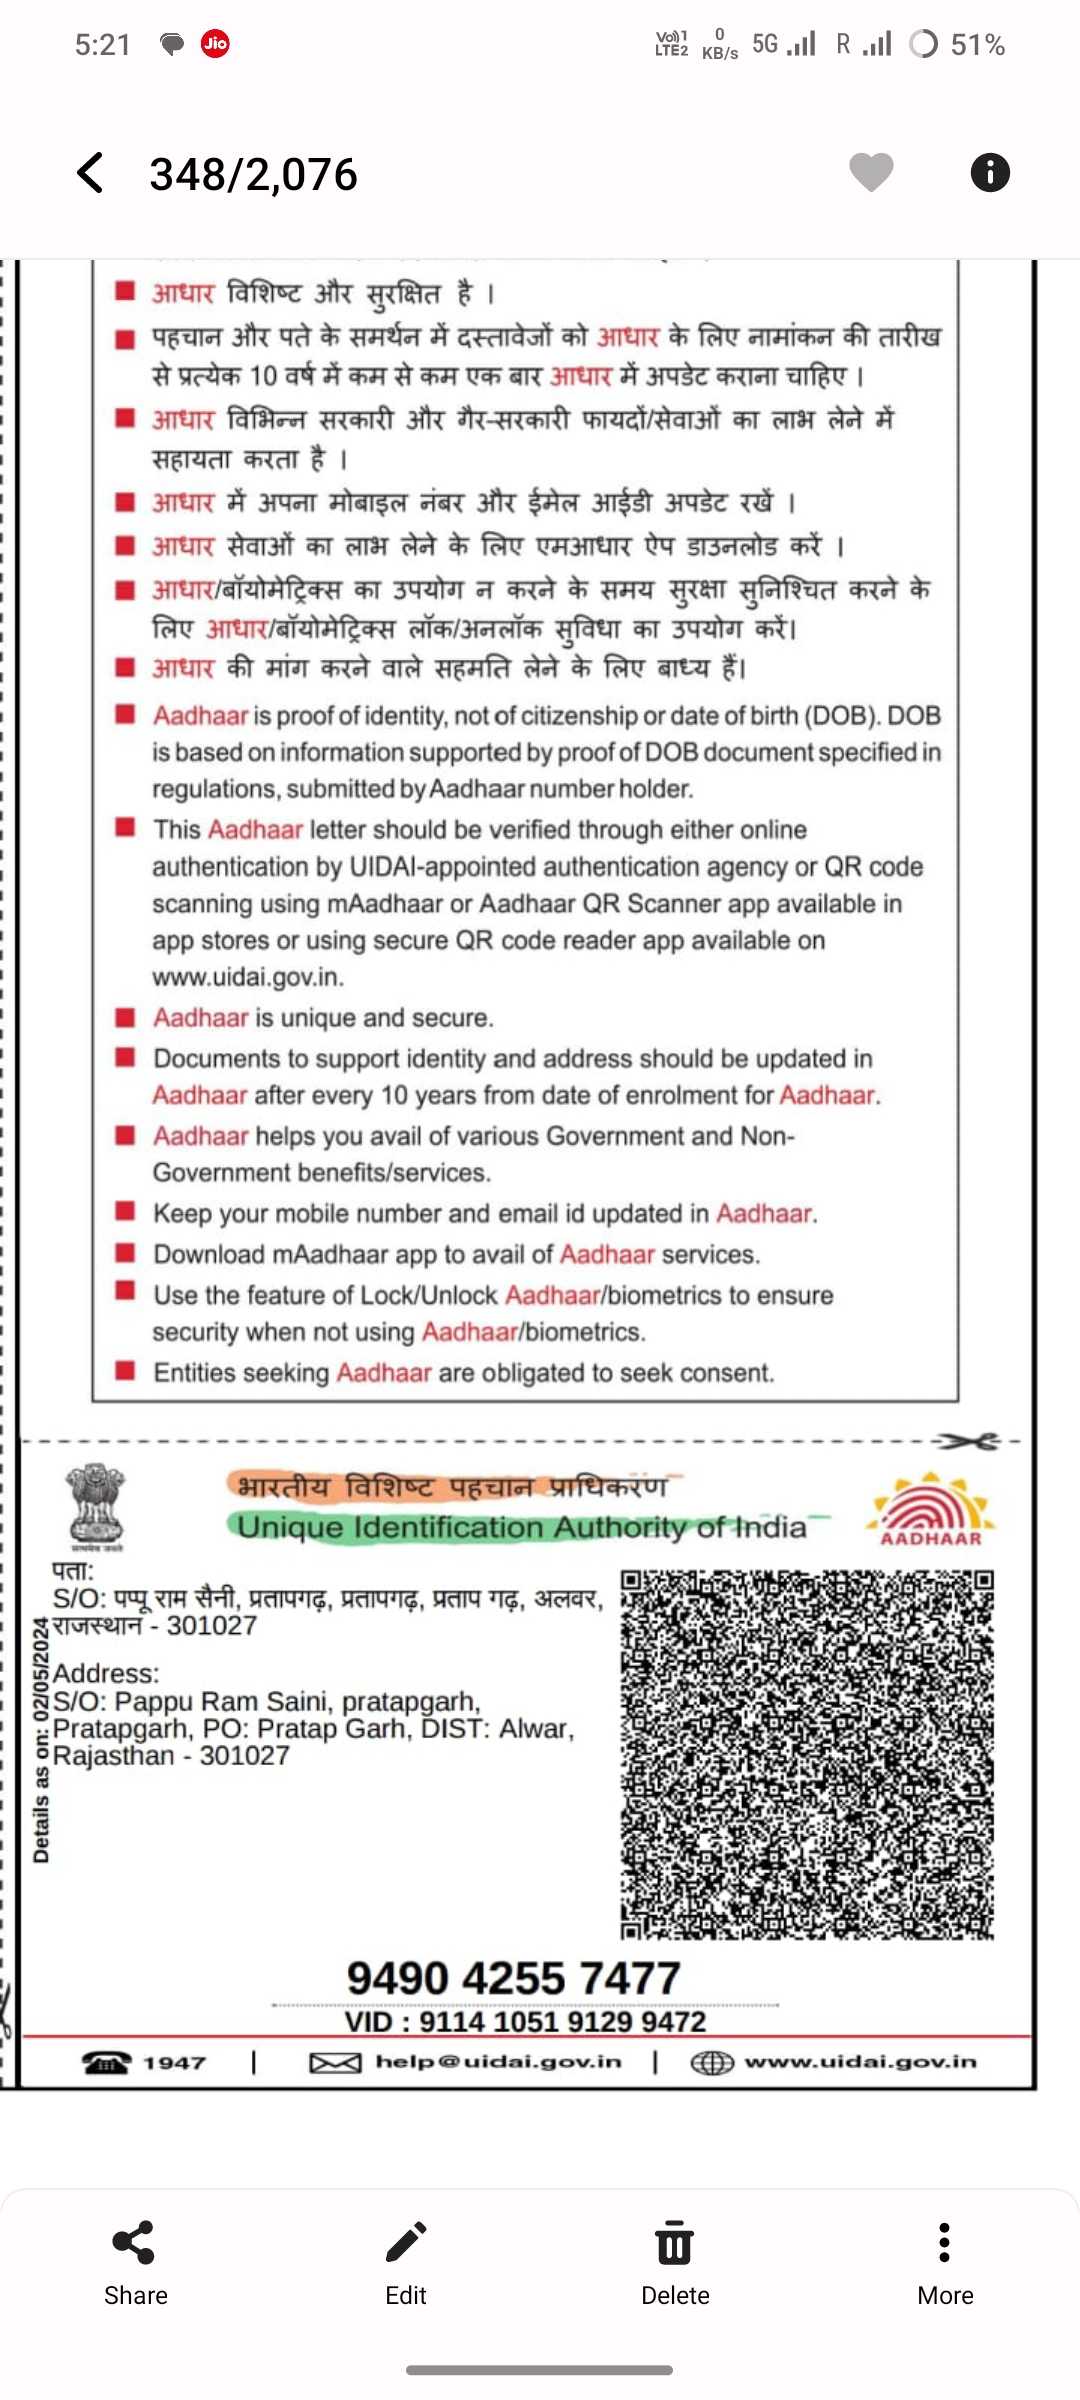 5:21
Jio
Vo)) 1
LTE2
0
KB/s
5G
R
51%
348/2,076
■ आधार विशिष्ट और सुरक्षित है ।
■ पहचान और पते के समर्थन में दस्तावेजों को आधार के लिए नामांकन की तारीख
से प्रत्येक 10 वर्ष में कम से कम एक बार आधार में अपडेट कराना चाहिए ।
■ आधार विभिन्न सरकारी और गैर-सरकारी फायदों/सेवाओं का लाभ लेने में
सहायता करता है ।
■ आधार में अपना मोबाइल नंबर और ईमेल आईडी अपडेट रखें ।
■ आधार सेवाओं का लाभ लेने के लिए एमआधार ऐप डाउनलोड करें ।
■ आधार/बॉयोमेट्रिक्स का उपयोग न करने के समय सुरक्षा सुनिश्चित करने के
लिए आधार/बॉयोमेट्रिक्स लॉक/अनलॉक सुविधा का उपयोग करें।
■ आधार की मांग करने वाले सहमति लेने के लिए बाध्य हैं।
■ Aadhaar is proof of identity, not of citizenship or date of birth (DOB). DOB
is based on information supported by proof of DOB document specified in
regulations, submitted by Aadhaar number holder.
■ This Aadhaar letter should be verified through either online
authentication by UIDAI-appointed authentication agency or QR code
scanning using mAadhaar or Aadhaar QR Scanner app available in
app stores or using secure QR code reader app available on
www.uidai.gov.in.
■ Aadhaar is unique and secure.
■ Documents to support identity and address should be updated in
Aadhaar after every 10 years from date of enrolment for Aadhaar.
■ Aadhaar helps you avail of various Government and Non-
Government benefits/services.
■ Keep your mobile number and email id updated in Aadhaar.
■ Download mAadhaar app to avail of Aadhaar services.
■ Use the feature of Lock/Unlock Aadhaar/biometrics to ensure
security when not using Aadhaar/biometrics.
■ Entities seeking Aadhaar are obligated to seek consent.
सत्यमेव जयते
भारतीय विशिष्ट पहचान प्राधिकरण
Unique Identification Authority of India
AADHAAR
पता:
S/O: पप्पू राम सैनी, प्रतापगढ़, प्रतापगढ़, प्रताप गढ़, अलवर,
राजस्थान - 301027
Address:
S/O: Pappu Ram Saini, pratapgarh,
Pratapgarh, PO: Pratap Garh, DIST: Alwar,
Rajasthan - 301027
Details as on: 02/05/2024
9490 4255 7477
VID : 9114 1051 9129 9472
1947 | help@uidai.gov.in | www.uidai.gov.in
Share
Edit
Delete
More